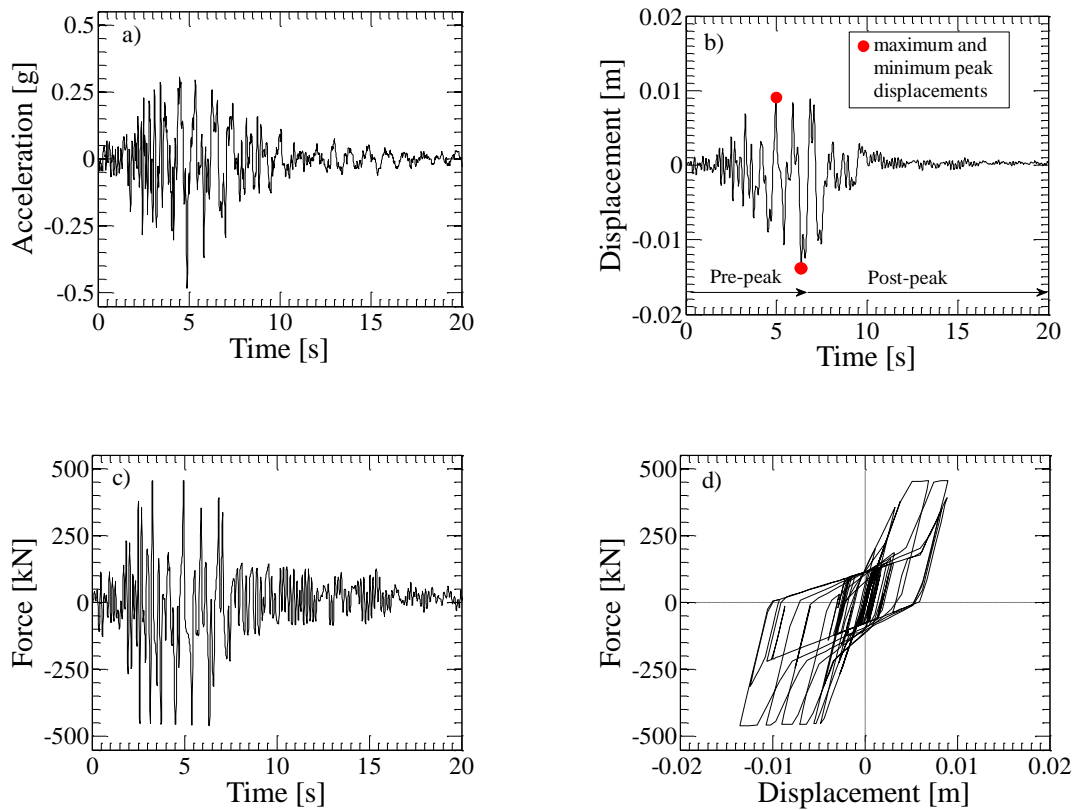 a)
Acceleration [g]
0.5
0.25
0
-0.25
-0.5
0 5 10 15 20
Time [s]
b)
maximum and
minimum peak
displacements
Displacement [m]
0.02
0.01
0
-0.01
-0.02
Pre-peak Post-peak
0 5 10 15 20
Time [s]
c)
Force [kN]
500
250
0
-250
-500
0 5 10 15 20
Time [s]
d)
Force [kN]
500
250
0
-250
-500
-0.02 -0.01 0 0.01 0.02
Displacement [m]